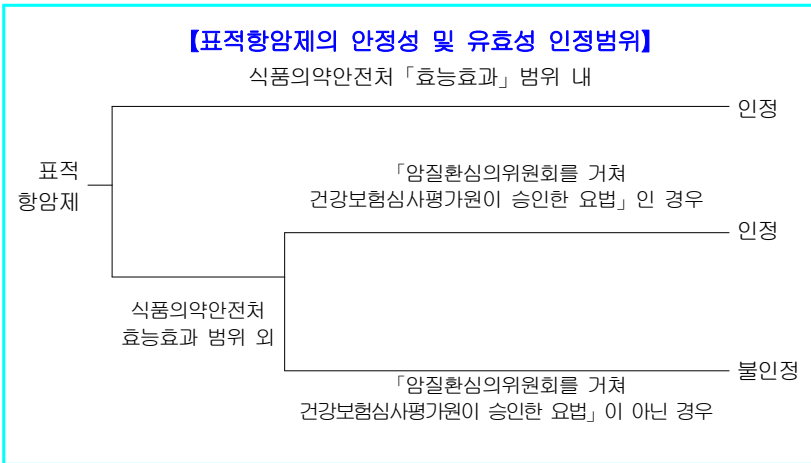 【표적항암제의 안정성 및 유효성 인정범위】
식품의약안전처「효능효과」범위 내
인정
표적
항암제
「암질환심의위원회를 거쳐
건강보험심사평가원이 승인한 요법」인 경우
인정
식품의약안전처
효능효과 범위 외
불인정
「암질환심의위원회를 거쳐
건강보험심사평가원이 승인한 요법」이 아닌 경우